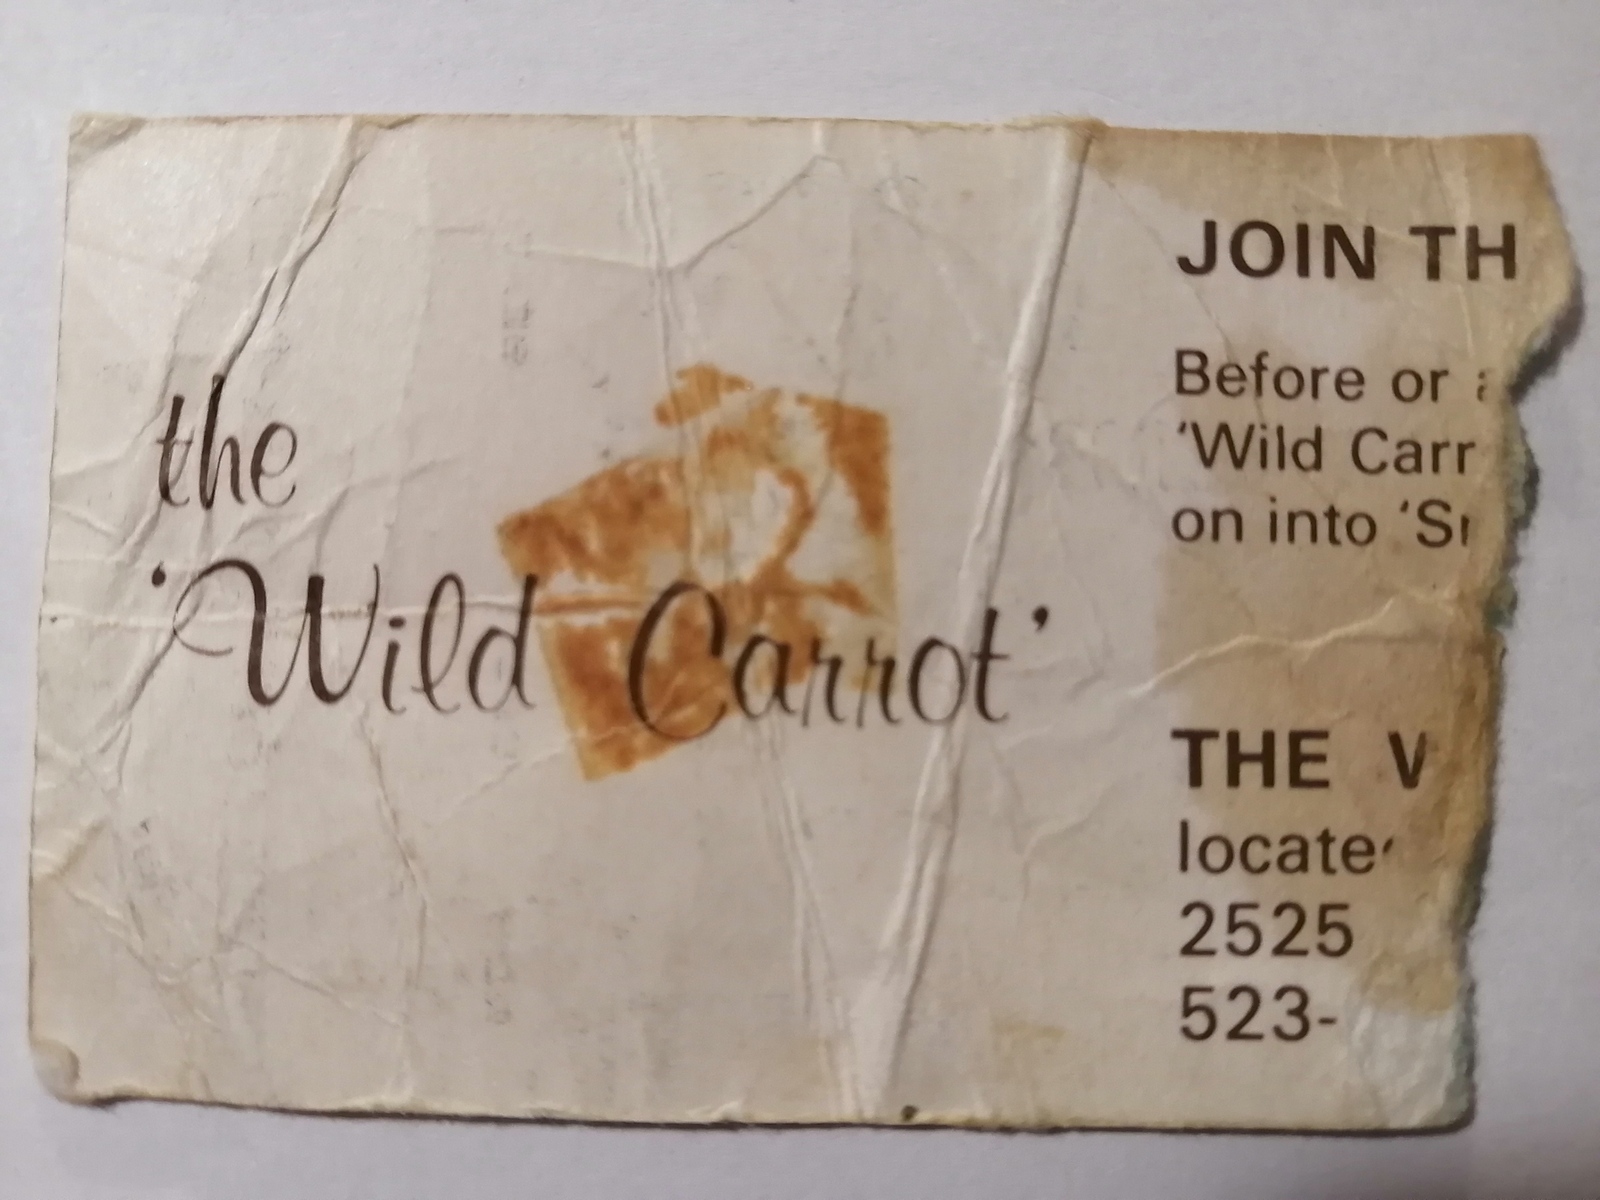 the
'Wild Carrot'
JOIN TH
Before or
'Wild Carr
on into 'S
THE
locate
2525
523-